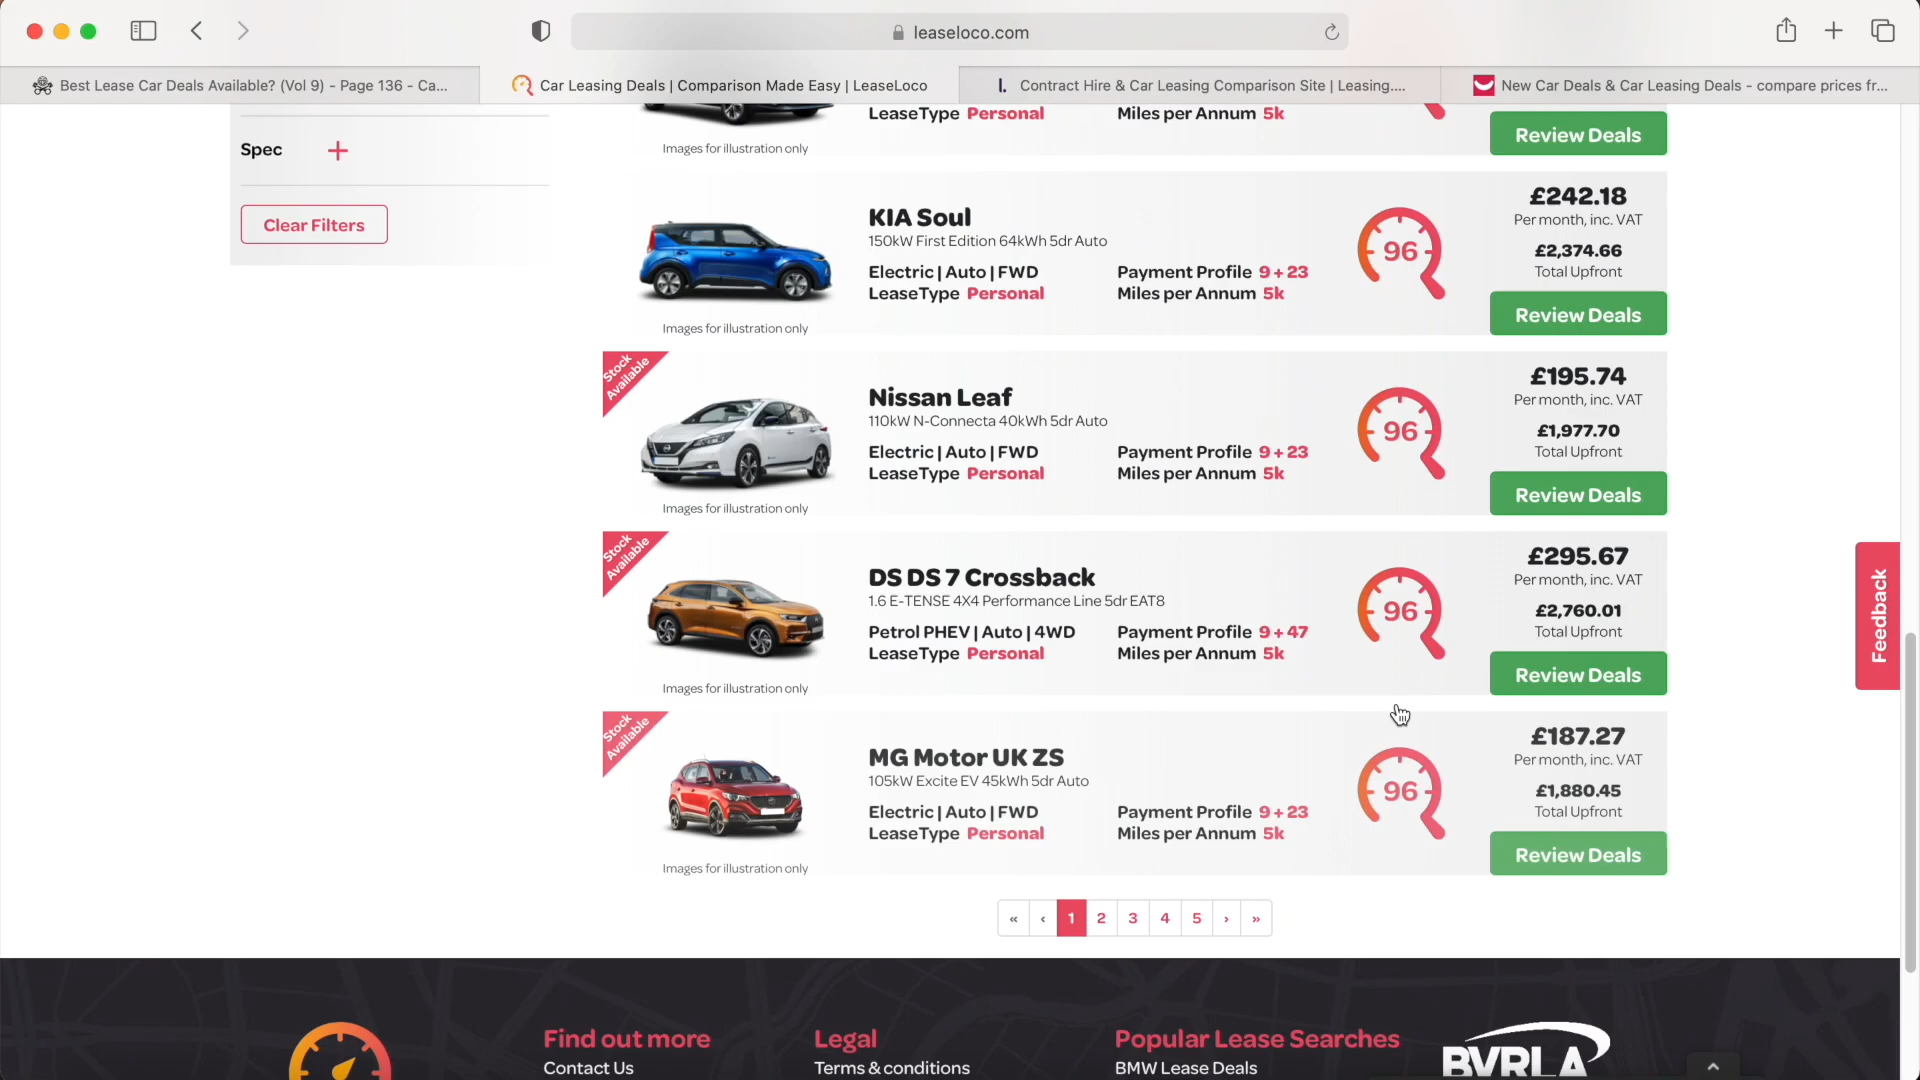 leaseloco.com
Best Lease Car Deals Available? (Vol 9) - Page 136 - Ca...
Car Leasing Deals | Comparison Made Easy | LeaseLoco
Contract Hire & Car Leasing Comparison Site | Leasing....
New Car Deals & Car Leasing Deals - compare prices fr...
Spec +
Clear Filters
LeaseType Personal
Miles per Annum 5k
Images for illustration only
Review Deals
KIA Soul
150kW First Edition 64kWh 5dr Auto
Electric | Auto | FWD
LeaseType Personal
Payment Profile 9 + 23
Miles per Annum 5k
96
£242.18
Per month, inc. VAT
£2,374.66
Total Upfront
Review Deals
Images for illustration only
Stock
Available
Nissan Leaf
110kW N-Connecta 40kWh 5dr Auto
Electric | Auto | FWD
LeaseType Personal
Payment Profile 9 + 23
Miles per Annum 5k
96
£195.74
Per month, inc. VAT
£1,977.70
Total Upfront
Review Deals
Images for illustration only
Stock
Available
DS DS 7 Crossback
1.6 E-TENSE 4X4 Performance Line 5dr EAT8
Petrol PHEV | Auto | 4WD
LeaseType Personal
Payment Profile 9 + 47
Miles per Annum 5k
96
£295.67
Per month, inc. VAT
£2,760.01
Total Upfront
Review Deals
Images for illustration only
Stock
Available
MG Motor UK ZS
105kW Excite EV 45kWh 5dr Auto
Electric | Auto | FWD
LeaseType Personal
Payment Profile 9 + 23
Miles per Annum 5k
96
£187.27
Per month, inc. VAT
£1,880.45
Total Upfront
Review Deals
Images for illustration only
« ‹ 1 2 3 4 5 › »
Feedback
Find out more
Contact Us
Legal
Terms & conditions
Popular Lease Searches
BMW Lease Deals
BVRLA